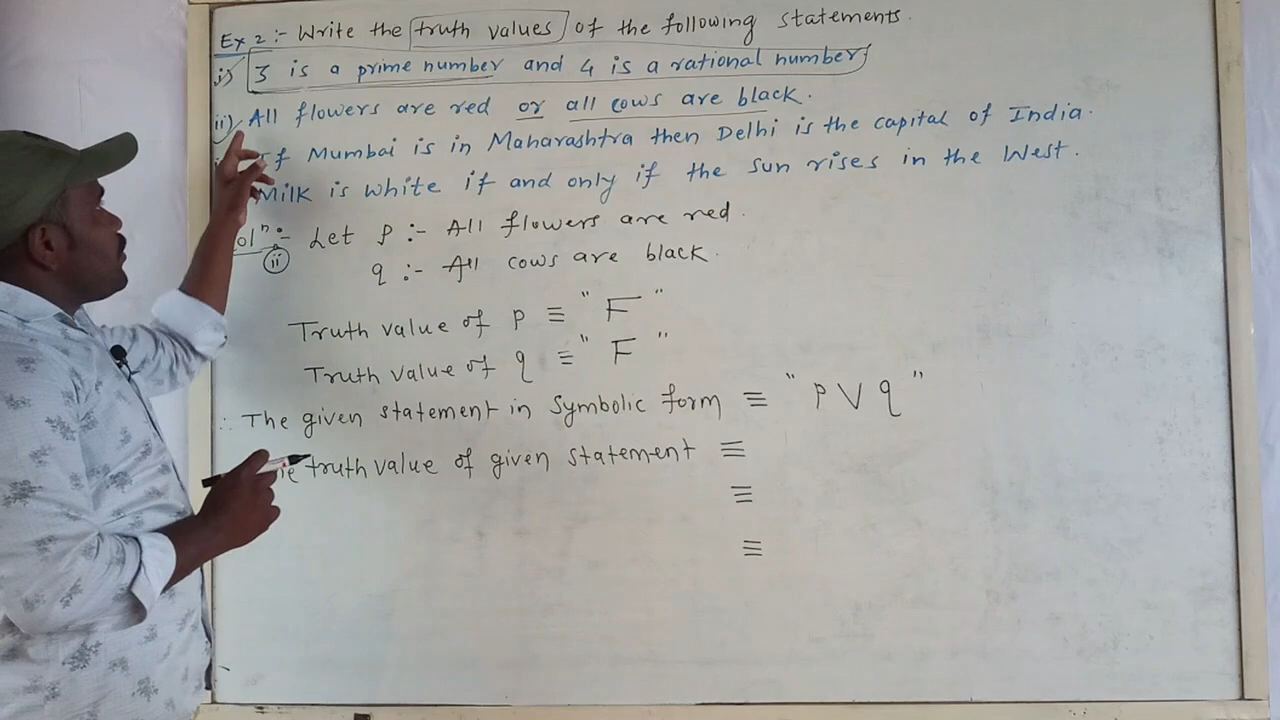 Ex 2 :- Write the truth values of the following statements.
i) 3 is a prime number and 4 is a rational number
ii) All flowers are red or all cows are black.
If Mumbai is in Maharashtra then Delhi is the capital of India.
Milk is white if and only if the sun rises in the West.
Solⁿ :- Let p :- All flowers are red.
ii q :- All cows are black.
Truth value of p ≡ "F"
Truth value of q ≡ "F"
∴ The given statement in symbolic form ≡ "p ∨ q"
truth value of given statement ≡
≡
≡